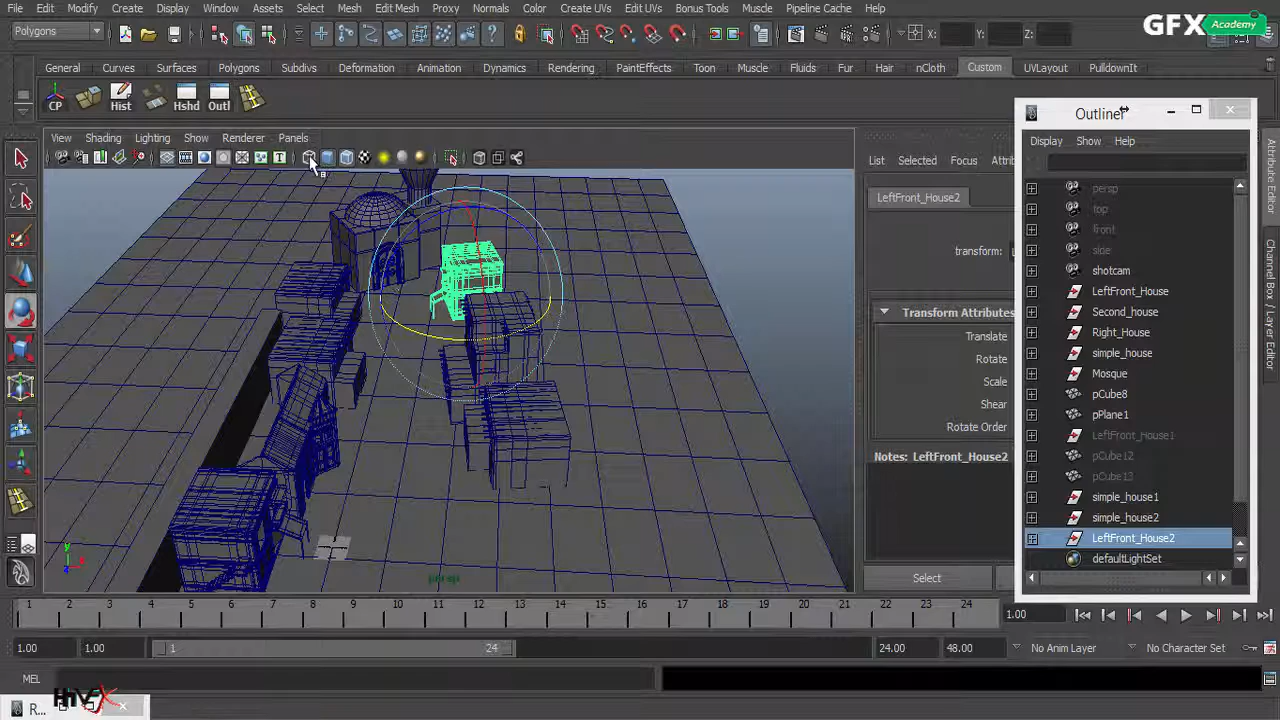 File Edit Modify Create Display Window Assets Select Mesh Edit Mesh Proxy Normals Color Create UVs Edit UVs Bonus Tools Muscle Pipeline Cache Help
GFX Academy
Polygons
X: Y: Z:
General Curves Surfaces Polygons Subdivs Deformation Animation Dynamics Rendering PaintEffects Toon Muscle Fluids Fur Hair nCloth Custom UVLayout PulldownIt
CP Hist Hshd Outl
View Shading Lighting Show Renderer Panels
persp
List Selected Focus
LeftFront_House2
transform:
Transform Attributes
Translate
Rotate
Scale
Shear
Rotate Order
Notes: LeftFront_House2
Select
Outliner
Display Show Help
persp
top
front
side
shotcam
LeftFront_House
Second_house
Right_House
simple_house
Mosque
pCube8
pPlane1
LeftFront_House1
pCube12
pCube13
simple_house1
simple_house2
LeftFront_House2
defaultLightSet
Attribute Editor
Channel Box / Layer Editor
1 2 3 4 5 6 7 8 9 10 11 12 13 14 15 16 17 18 19 20 21 22 23 24
1.00
1.00 1.00 1 24 24.00 48.00 No Anim Layer No Character Set
MEL
R...